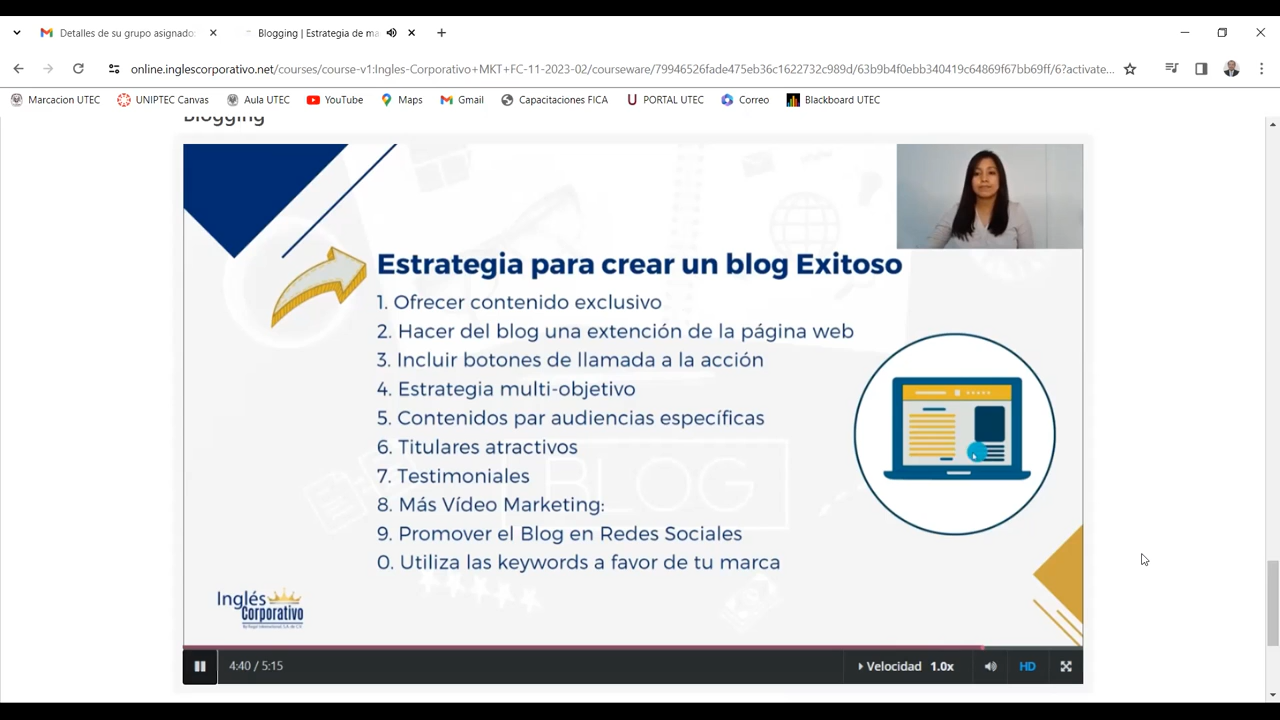 Detalles de su grupo asignado
Blogging | Estrategia de ma
online.inglescorporativo.net/courses/course-v1:Ingles-Corporativo+MKT+FC-11-2023-02/courseware/79946526fade475eb36c1622732c989d/63b9b4f0ebb340419c64869f67bb69ff/6?activate...
Marcacion UTEC UNIPTEC Canvas Aula UTEC YouTube Maps Gmail Capacitaciones FICA PORTAL UTEC Correo Blackboard UTEC
Blogging
Estrategia para crear un blog Exitoso
1. Ofrecer contenido exclusivo
2. Hacer del blog una extención de la página web
3. Incluir botones de llamada a la acción
4. Estrategia multi-objetivo
5. Contenidos par audiencias específicas
6. Titulares atractivos
7. Testimoniales
8. Más Vídeo Marketing:
9. Promover el Blog en Redes Sociales
0. Utiliza las keywords a favor de tu marca
BLOG
Inglés
Corporativo
4:40 / 5:15
Velocidad 1.0x
HD